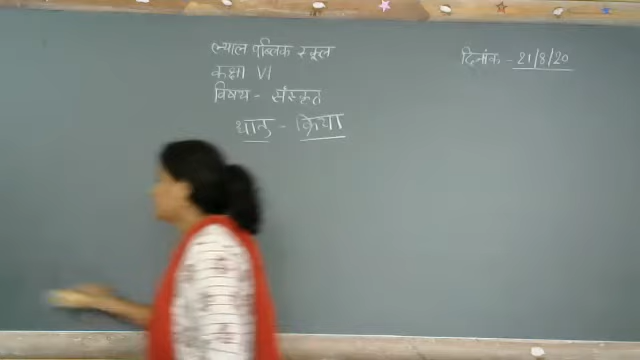 ल्याल पब्लिक स्कूल
दिनांक - 21/8/20
कक्षा VI
विषय - संस्कृत
धातु - क्रिया